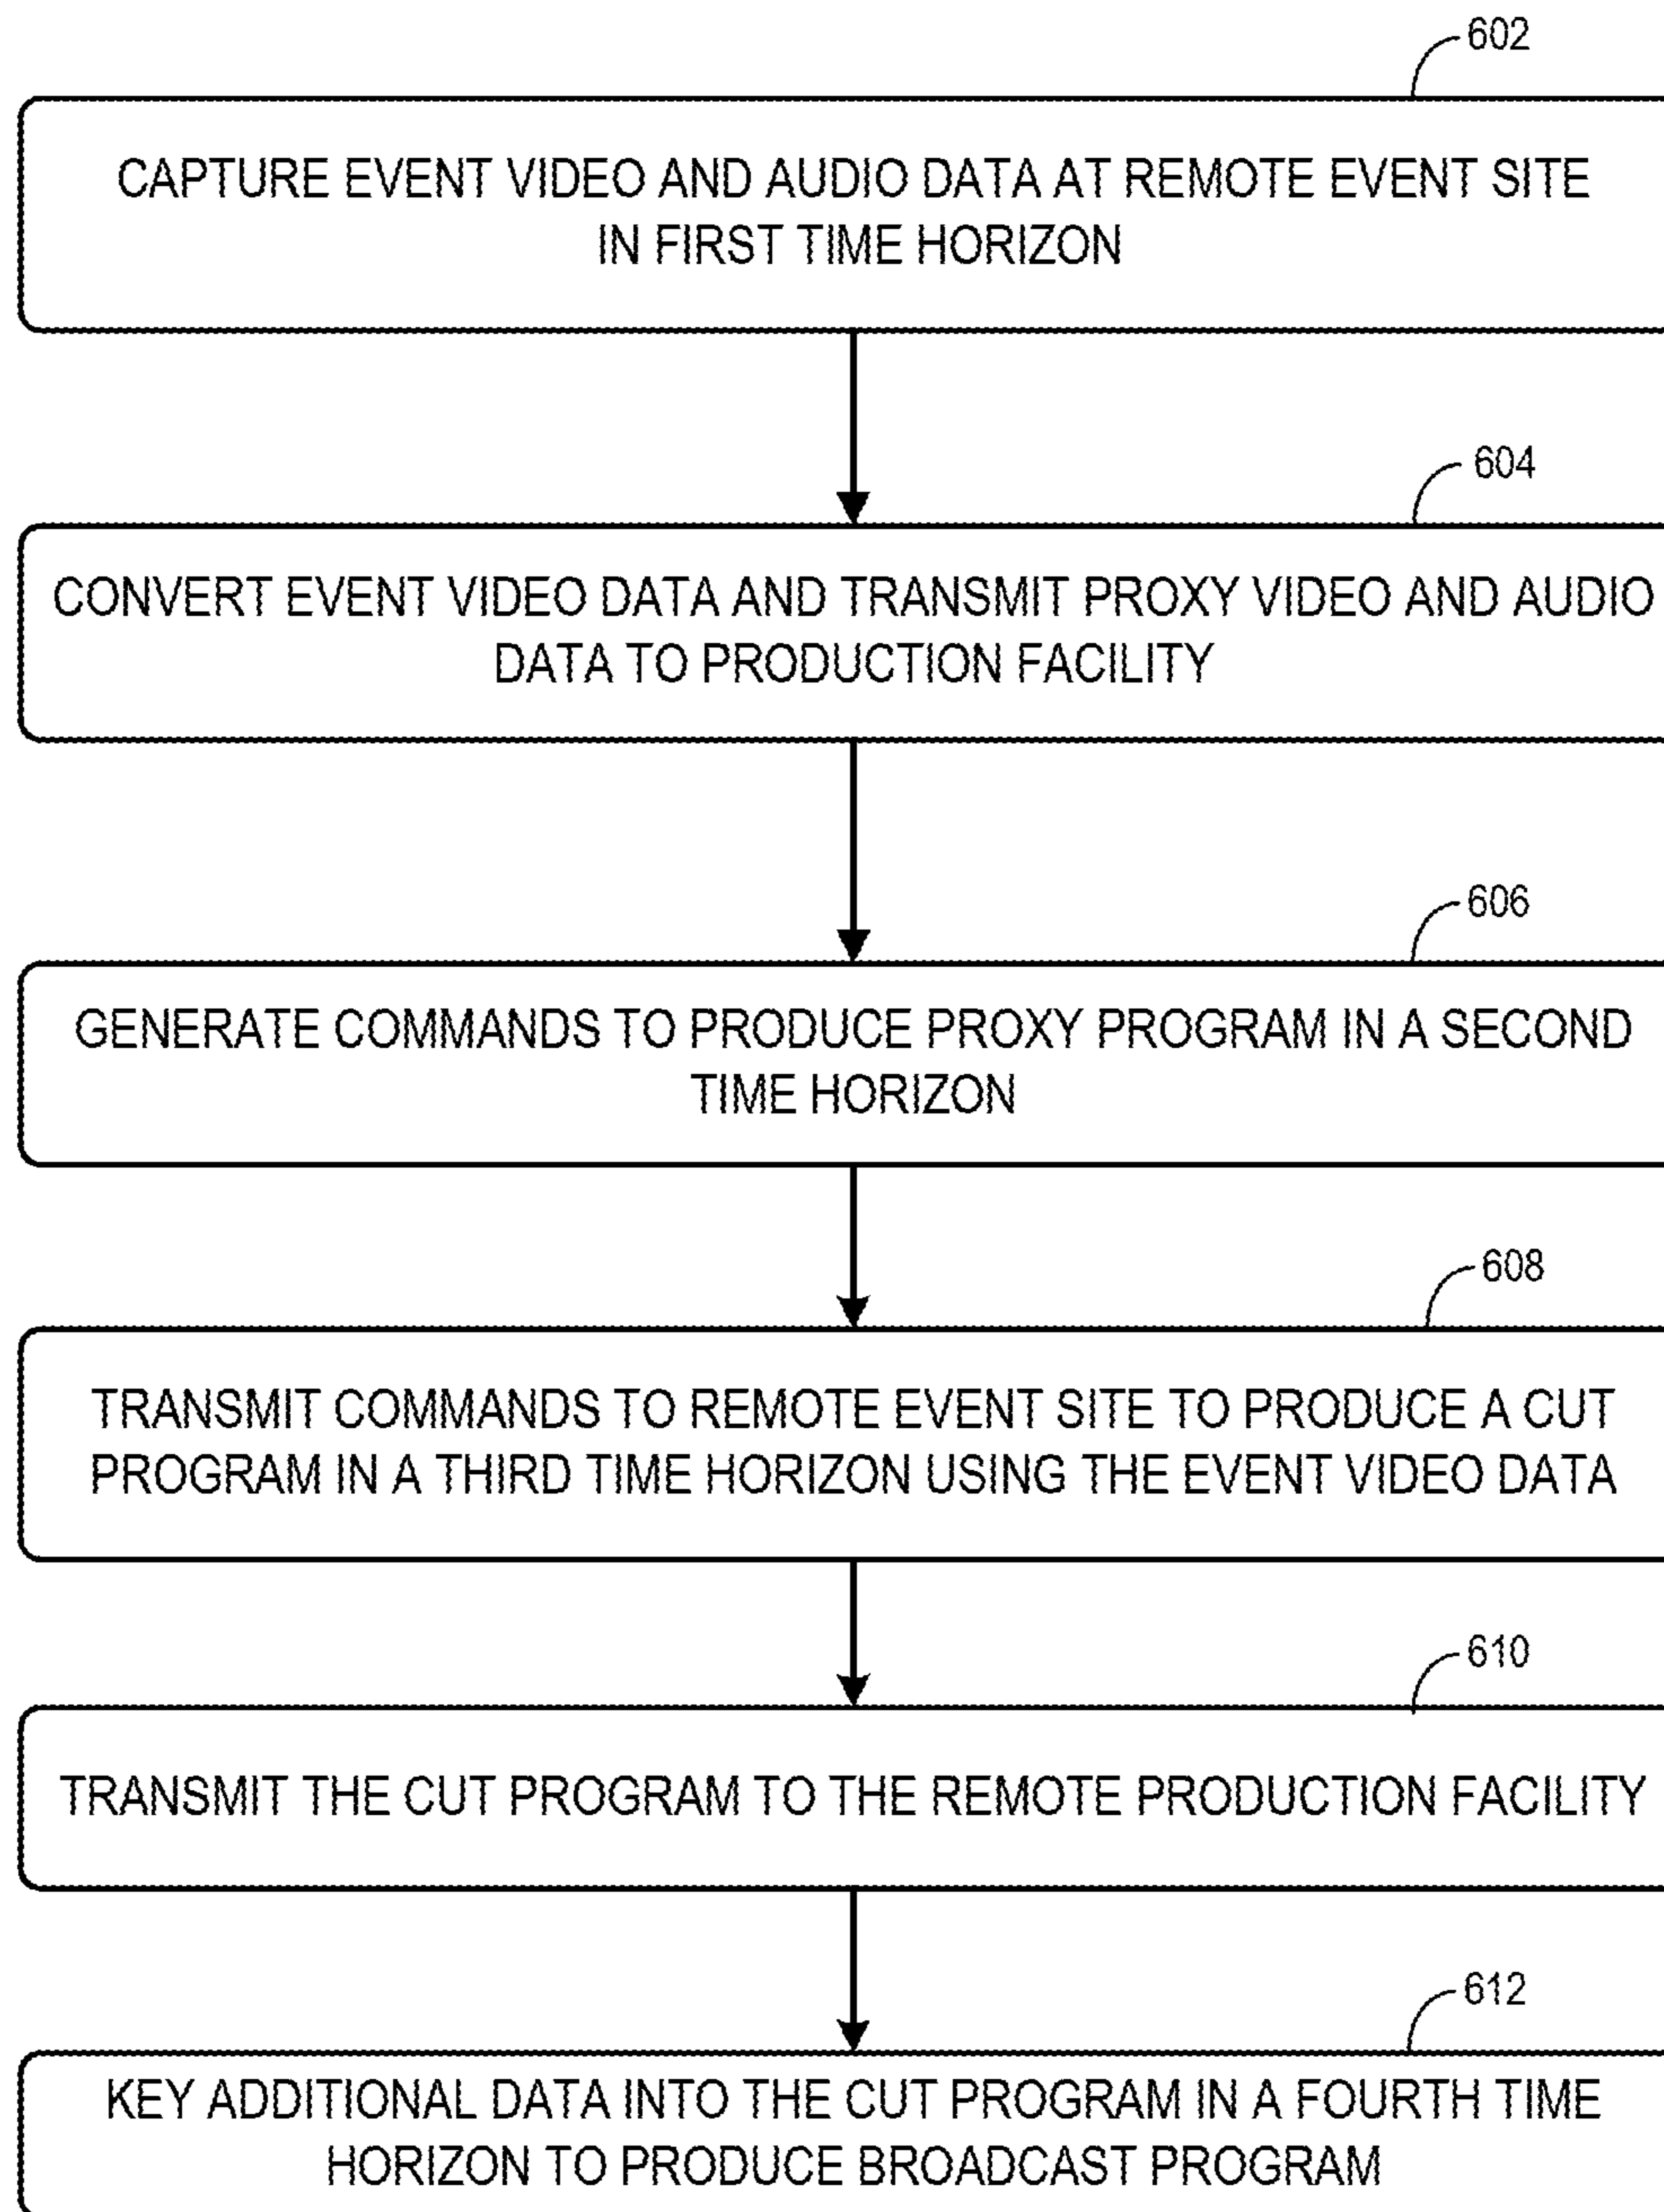 602
CAPTURE EVENT VIDEO AND AUDIO DATA AT REMOTE EVENT SITE
IN FIRST TIME HORIZON
604
CONVERT EVENT VIDEO DATA AND TRANSMIT PROXY VIDEO AND AUDIO
DATA TO PRODUCTION FACILITY
606
GENERATE COMMANDS TO PRODUCE PROXY PROGRAM IN A SECOND
TIME HORIZON
608
TRANSMIT COMMANDS TO REMOTE EVENT SITE TO PRODUCE A CUT
PROGRAM IN A THIRD TIME HORIZON USING THE EVENT VIDEO DATA
610
TRANSMIT THE CUT PROGRAM TO THE REMOTE PRODUCTION FACILITY
612
KEY ADDITIONAL DATA INTO THE CUT PROGRAM IN A FOURTH TIME
HORIZON TO PRODUCE BROADCAST PROGRAM